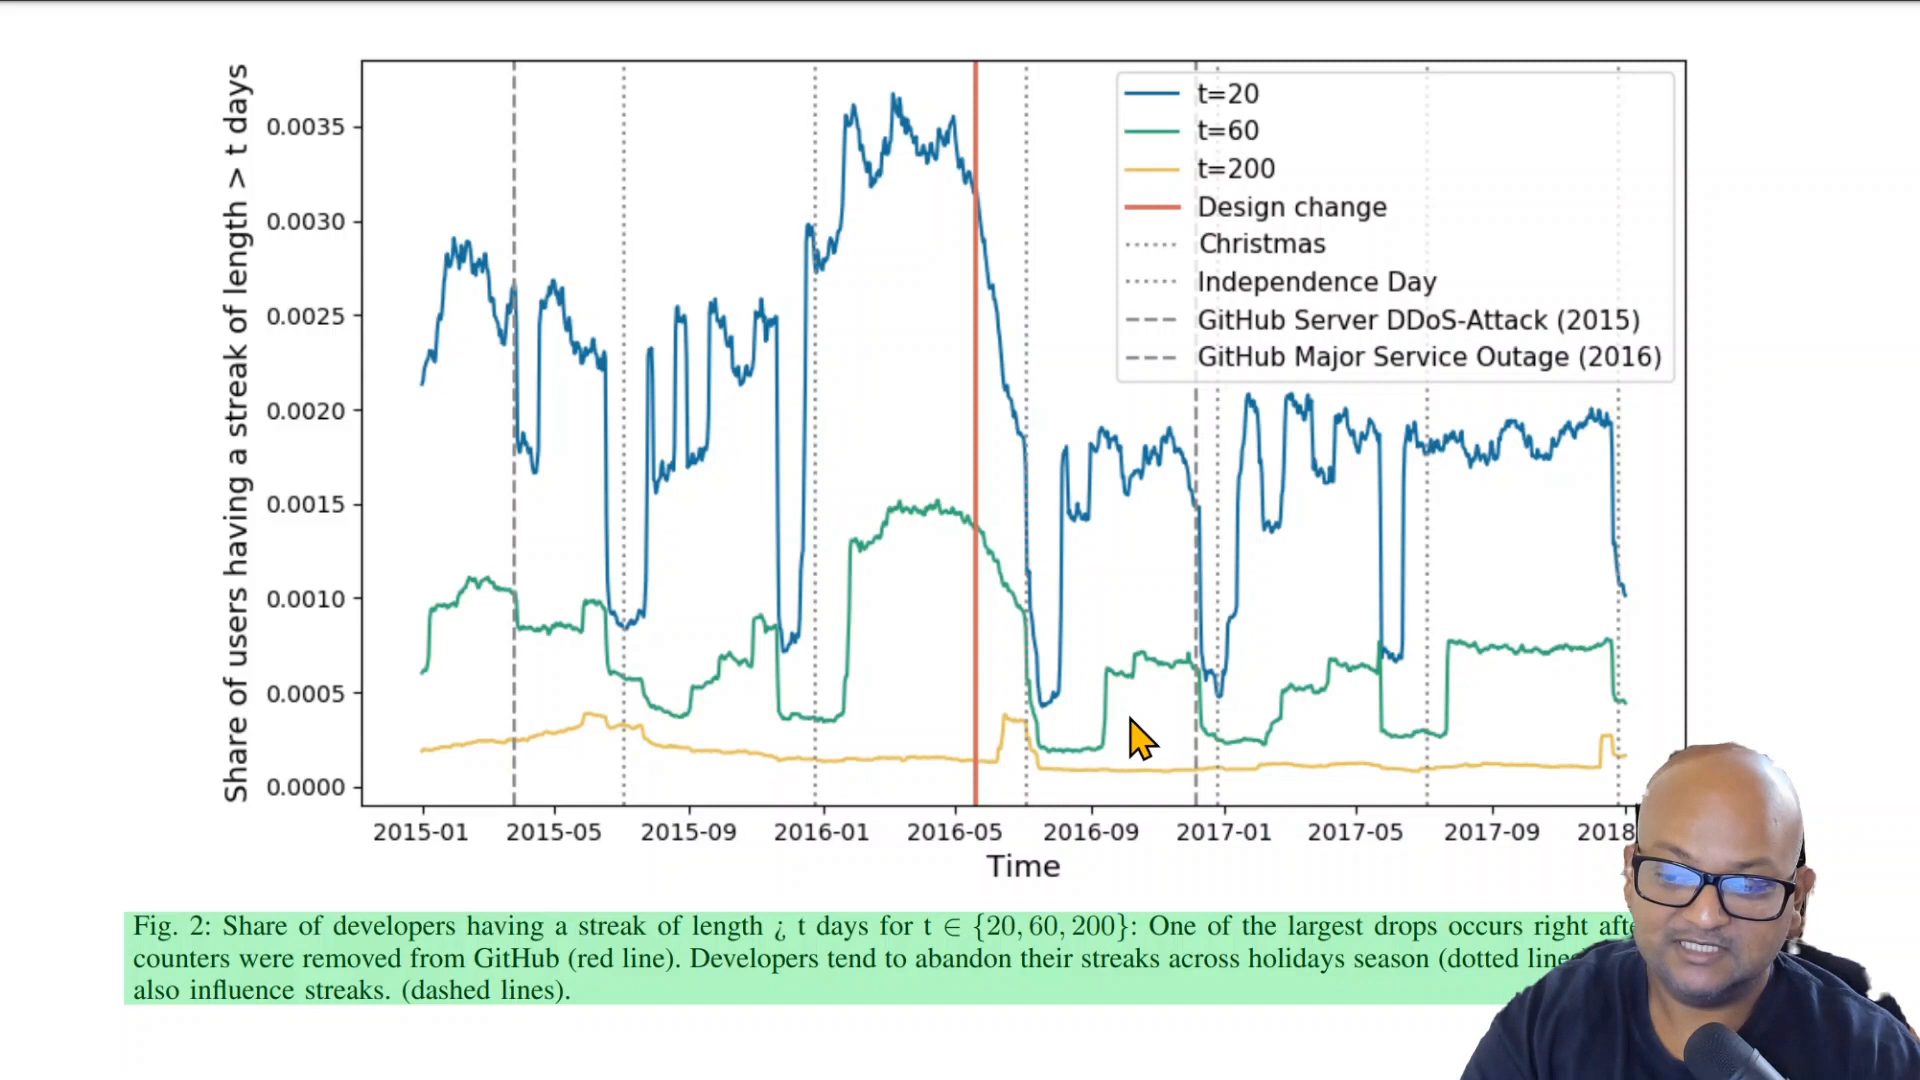 Share of users having a streak of length > t days
0.0035
0.0030
0.0025
0.0020
0.0015
0.0010
0.0005
0.0000
t=20
t=60
t=200
Design change
Christmas
Independence Day
GitHub Server DDoS-Attack (2015)
GitHub Major Service Outage (2016)
2015-01 2015-05 2015-09 2016-01 2016-05 2016-09 2017-01 2017-05 2017-09 2018
Time
Fig. 2: Share of developers having a streak of length ¿ t days for t ∈ {20, 60, 200}: One of the largest drops occurs right
counters were removed from GitHub (red line). Developers tend to abandon their streaks across holidays season (dotted
also influence streaks. (dashed lines).